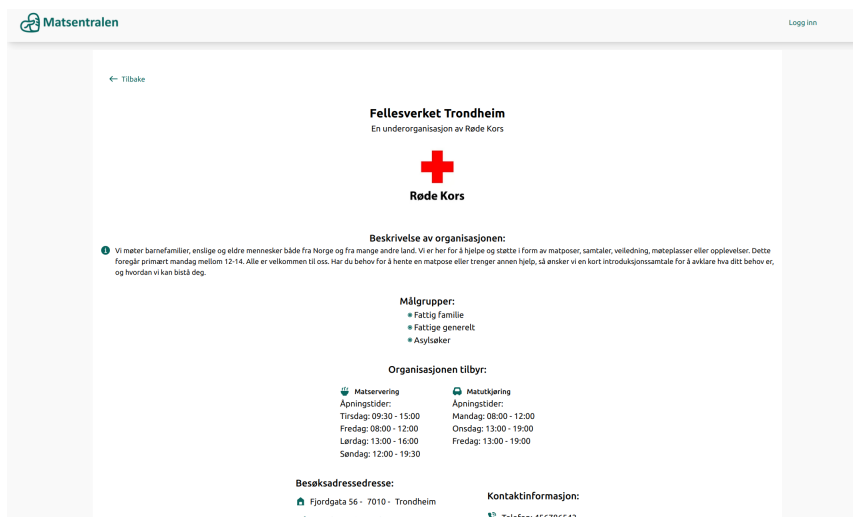 Matsentralen
Logg inn
← Tilbake
Fellesverket Trondheim
En underorganisasjon av Røde Kors
Røde Kors
Beskrivelse av organisasjonen:
Vi møter barnefamilier, enslige og eldre mennesker både fra Norge og fra mange andre land. Vi er her for å hjelpe og støtte i form av matposer, samtaler, veiledning, møteplasser eller opplevelser. Dette
foregår primært mandag mellom 12-14. Alle er velkommen til oss. Har du behov for å hente en matpose eller trenger annen hjelp, så ønsker vi en kort introduksjonssamtale for å avklare hva ditt behov er,
og hvordan vi kan bistå deg.
Målgrupper:
Fattig familie
Fattige generelt
Asylsøker
Organisasjonen tilbyr:
Matservering
Åpningstider:
Tirsdag: 09:30 - 15:00
Fredag: 08:00 - 12:00
Lørdag: 13:00 - 16:00
Søndag: 12:00 - 19:30
Matutkjøring
Åpningstider:
Mandag: 08:00 - 12:00
Onsdag: 13:00 - 19:00
Fredag: 13:00 - 19:00
Besøksadressedresse:
Fjordgata 56 - 7010 - Trondheim
Kontaktinformasjon: